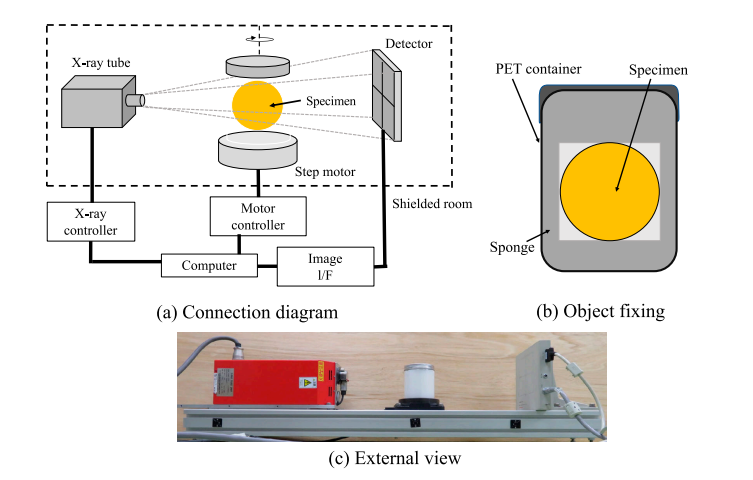 X-ray tube
Detector
Specimen
Step motor
Shielded room
X-ray
controller
Motor
controller
Computer
Image
l/F
(a) Connection diagram
PET container
Specimen
Sponge
(b) Object fixing
(c) External view